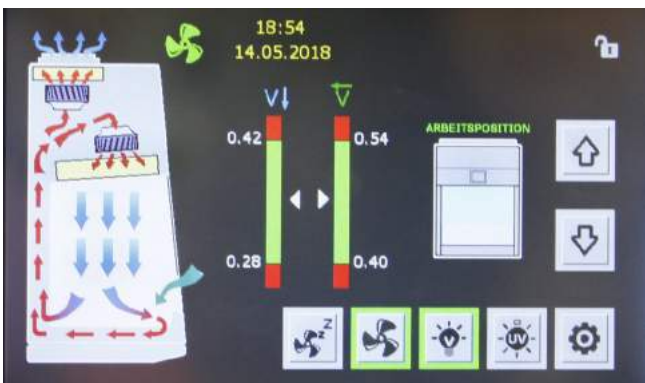 18:54
14.05.2018
V
V
0.42
0.54
ARBEITSPOSITION
0.28
0.40
z Z
V
UV